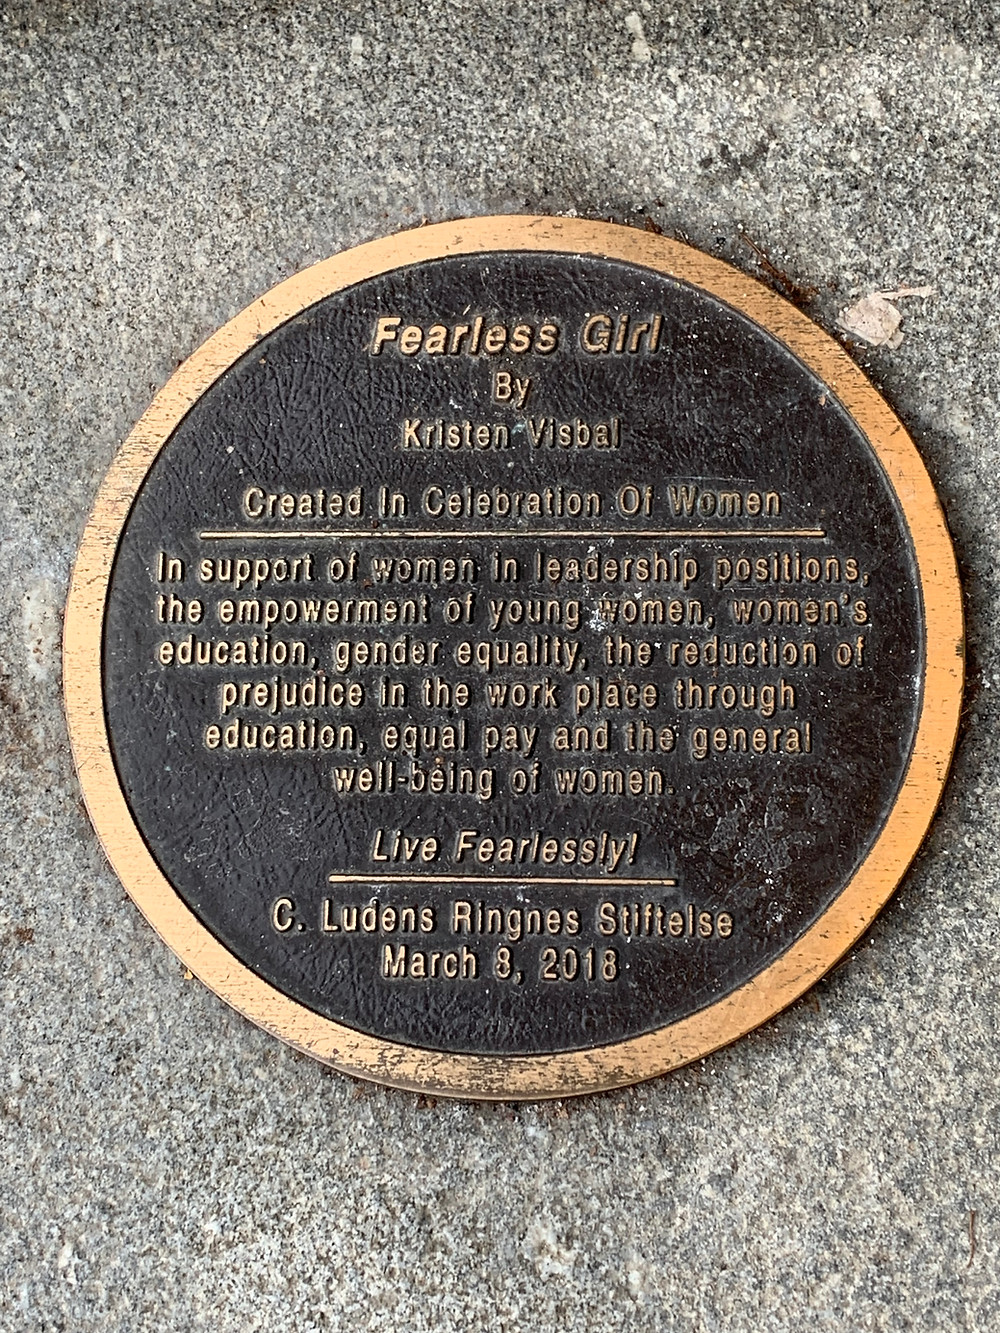 Fearless Girl
By
Kristen Visbal
Created In Celebration Of Women
In support of women in leadership positions,
the empowerment of young women, women's
education, gender equality, the reduction of
prejudice in the work place through
education, equal pay and the general
well-being of women.
Live Fearlessly!
C. Ludens Ringnes Stiftelse
March 8, 2018